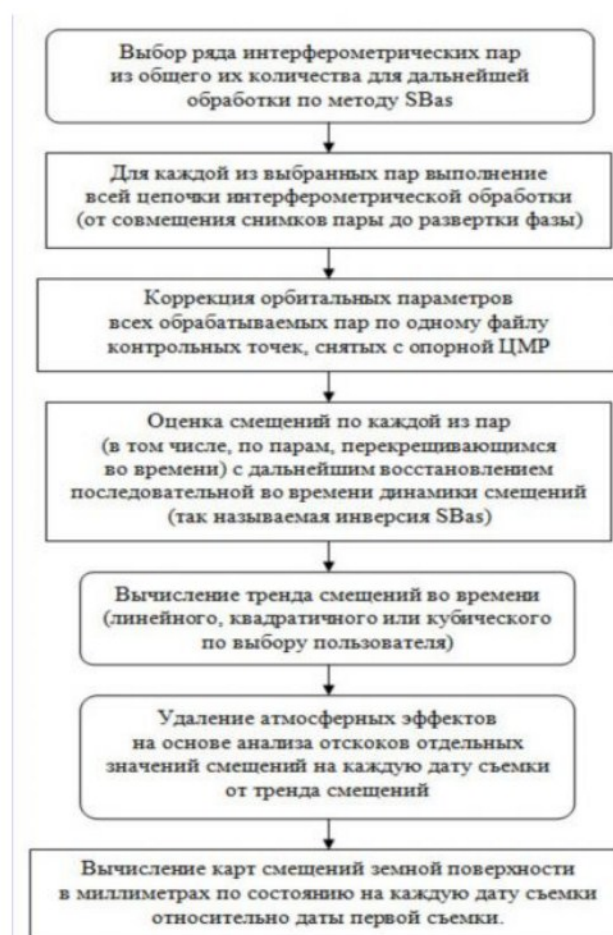 Выбор ряда интерферометрических пар
из общего их количества для дальнейшей
обработки по методу SBas
Для каждой из выбранных пар выполнение
всей цепочки интерферометрической обработки
(от совмещения снимков пары до развертки фазы)
Коррекция орбитальных параметров
всех обрабатываемых пар по одному файлу
контрольных точек, снятых с опорной ЦМР
Оценка смещений по каждой из пар
(в том числе, по парам, перекрещивающимся
во времени) с дальнейшим восстановлением
последовательной во времени динамики смещений
(так называемая инверсия SBas)
Вычисление тренда смещений во времени
(линейного, квадратичного или кубического
по выбору пользователя)
Удаление атмосферных эффектов
на основе анализа отскоков отдельных
значений смещений на каждую дату съемки
от тренда смещений
Вычисление карт смещений земной поверхности
в миллиметрах по состоянию на каждую дату съемки
относительно даты первой съемки.